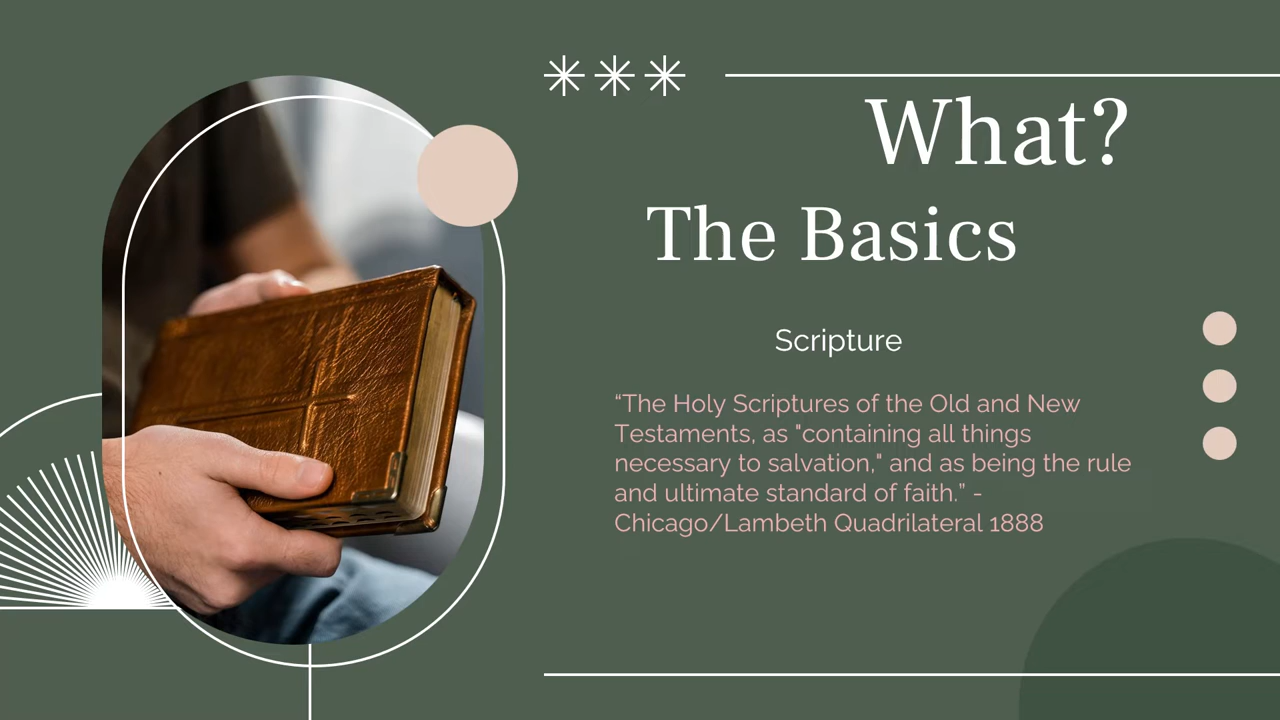 What?
The Basics
Scripture
“The Holy Scriptures of the Old and New
Testaments, as "containing all things
necessary to salvation," and as being the rule
and ultimate standard of faith.” -
Chicago/Lambeth Quadrilateral 1888